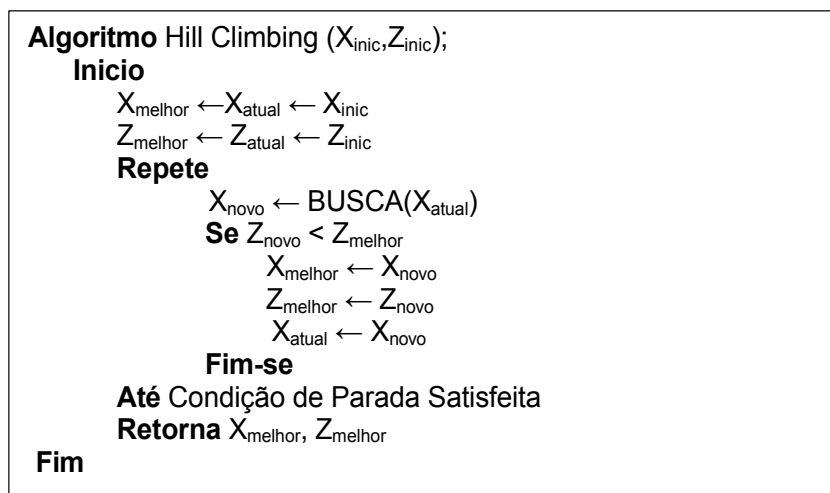 Algoritmo Hill Climbing (Xinic,Zinic);
Inicio
Xmelhor ←Xatual ← Xinic
Zmelhor ← Zatual ← Zinic
Repete
Xnovo ← BUSCA(Xatual)
Se Znovo < Zmelhor
Xmelhor ← Xnovo
Zmelhor ← Znovo
Xatual ← Xnovo
Fim-se
Até Condição de Parada Satisfeita
Retorna Xmelhor, Zmelhor
Fim